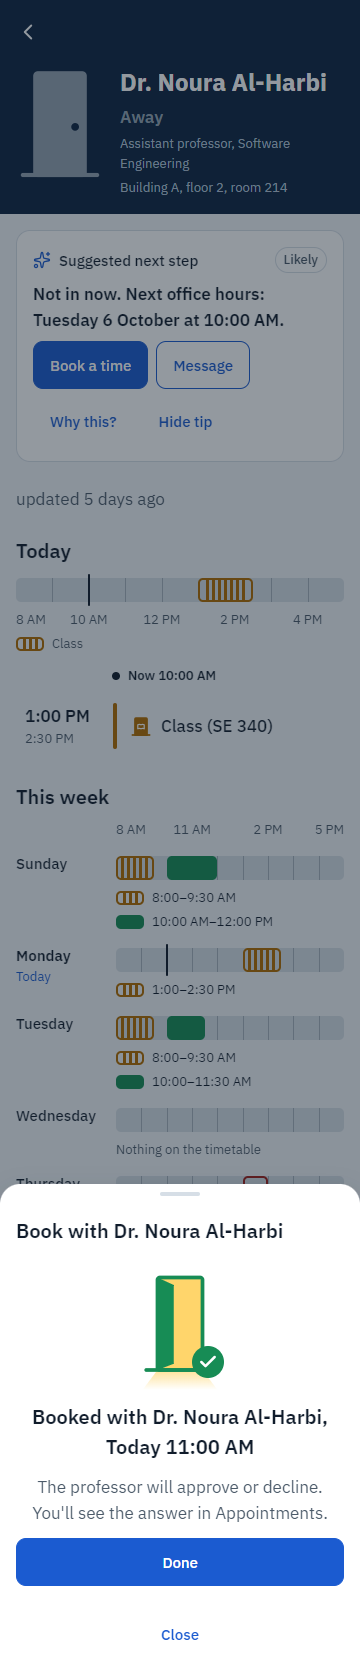 Dr. Noura Al-Harbi
Away
Assistant professor, Software
Engineering
Building A, floor 2, room 214
Suggested next step
Likely
Not in now. Next office hours:
Tuesday 6 October at 10:00 AM.
Book a time
Message
Why this?
Hide tip
updated 5 days ago
Today
8 AM 10 AM 12 PM 2 PM 4 PM
Class
Now 10:00 AM
1:00 PM
2:30 PM
Class (SE 340)
This week
8 AM 11 AM 2 PM 5 PM
Sunday
8:00–9:30 AM
10:00 AM–12:00 PM
Monday
Today
1:00–2:30 PM
Tuesday
8:00–9:30 AM
10:00–11:30 AM
Wednesday
Nothing on the timetable
Thursday
Book with Dr. Noura Al-Harbi
Booked with Dr. Noura Al-Harbi,
Today 11:00 AM
The professor will approve or decline.
You'll see the answer in Appointments.
Done
Close